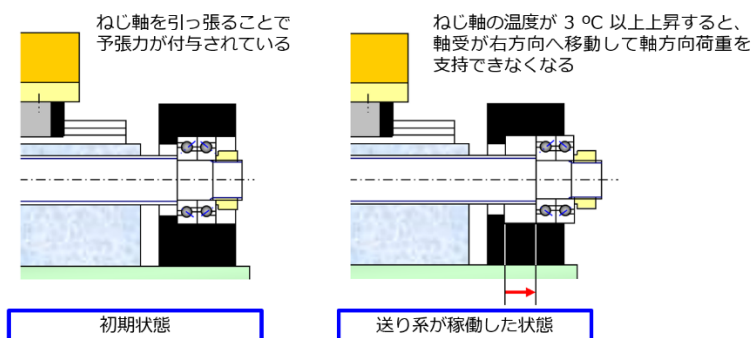 ねじ軸を引っ張ることで
予張力が付与されている
ねじ軸の温度が 3 ºC 以上上昇すると、
軸受が右方向へ移動して軸方向荷重を
支持できなくなる
初期状態
送り系が稼働した状態